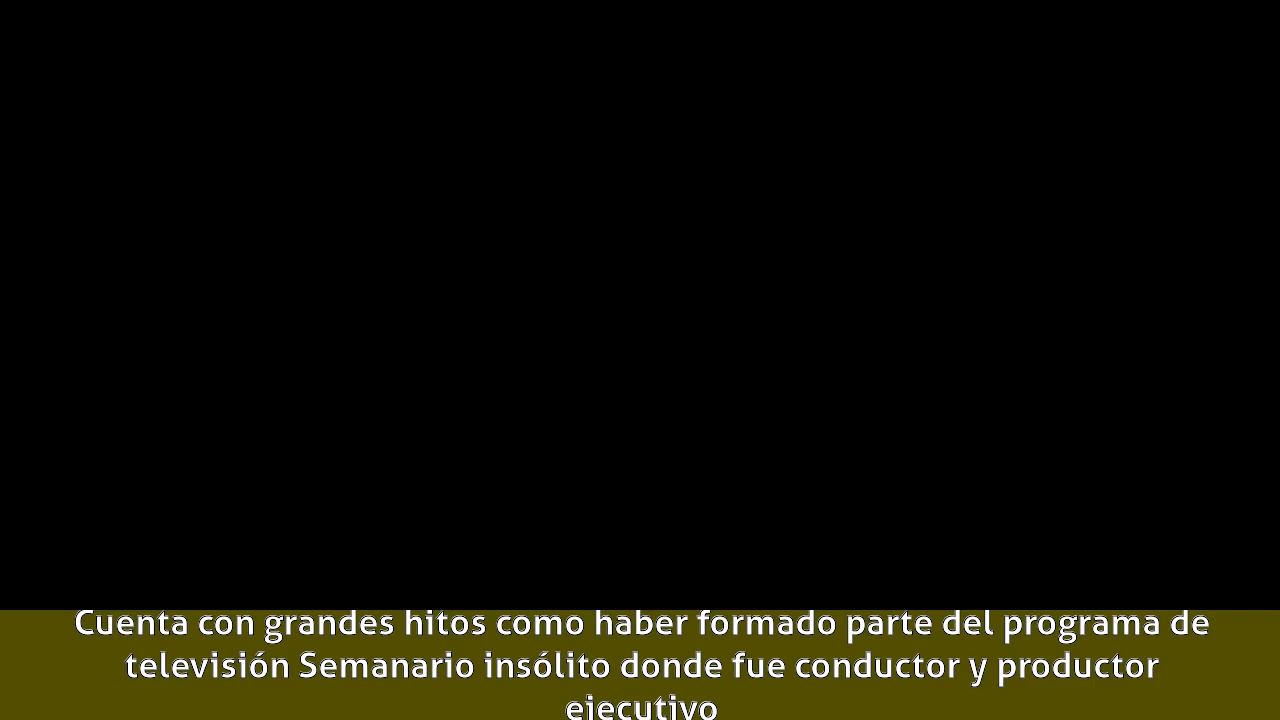 Cuenta con grandes hitos como haber formado parte del programa de
televisión Semanario insólito donde fue conductor y productor
ejecutivo